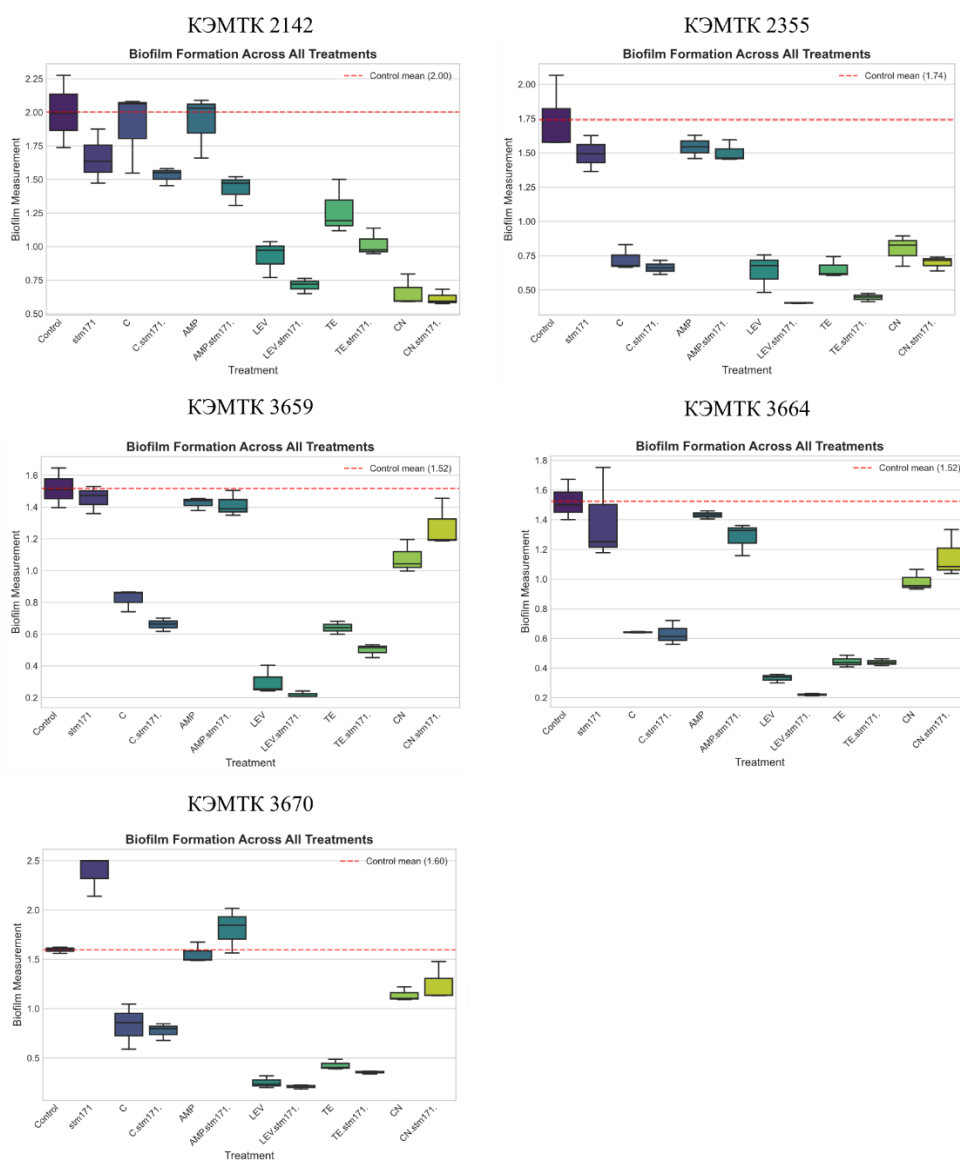 КЭМТК 2142
Biofilm Formation Across All Treatments
Control mean (2.00)
2.25
2.00
1.75
1.50
1.25
1.00
0.75
0.50
Biofilm Measurement
Control
stm171
C
C.stm171.
AMP
AMP.stm171.
LEV
LEV.stm171.
TE
TE.stm171.
CN
CN.stm171.
Treatment
КЭМТК 2355
Biofilm Formation Across All Treatments
Control mean (1.74)
2.00
1.75
1.50
1.25
1.00
0.75
0.50
Biofilm Measurement
Control
stm171
C
C.stm171.
AMP
AMP.stm171.
LEV
LEV.stm171.
TE
TE.stm171.
CN
CN.stm171.
Treatment
КЭМТК 3659
Biofilm Formation Across All Treatments
Control mean (1.52)
1.6
1.4
1.2
1.0
0.8
0.6
0.4
0.2
Biofilm Measurement
Control
stm171
C
C.stm171.
AMP
AMP.stm171.
LEV
LEV.stm171.
TE
TE.stm171.
CN
CN.stm171.
Treatment
КЭМТК 3664
Biofilm Formation Across All Treatments
Control mean (1.52)
1.8
1.6
1.4
1.2
1.0
0.8
0.6
0.4
0.2
Biofilm Measurement
Control
stm171
C
C.stm171.
AMP
AMP.stm171.
LEV
LEV.stm171.
TE
TE.stm171.
CN
CN.stm171.
Treatment
КЭМТК 3670
Biofilm Formation Across All Treatments
Control mean (1.60)
2.5
2.0
1.5
1.0
0.5
Biofilm Measurement
Control
stm171
C
C.stm171.
AMP
AMP.stm171.
LEV
LEV.stm171.
TE
TE.stm171.
CN
CN.stm171.
Treatment